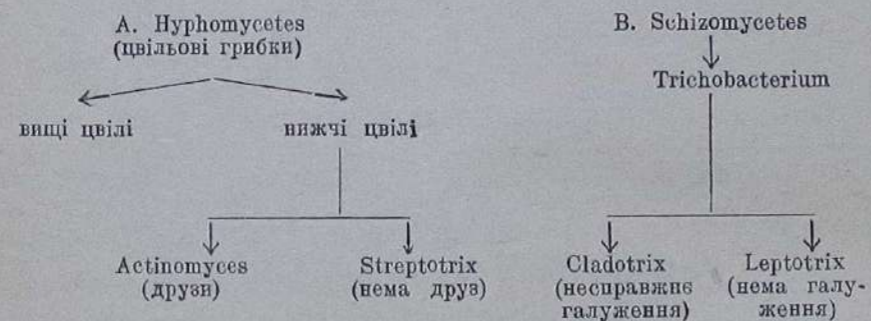 A. Hyphomycetes
(цвільові грибки)
вищі цвілі
нижчі цвілі
Actinomyces
(друзи)
Streptotrix
(нема друз)
B. Schizomycetes
Trichobacterium
Cladotrix
(несправжнє
галуження)
Leptotrix
(нема галу-
ження)